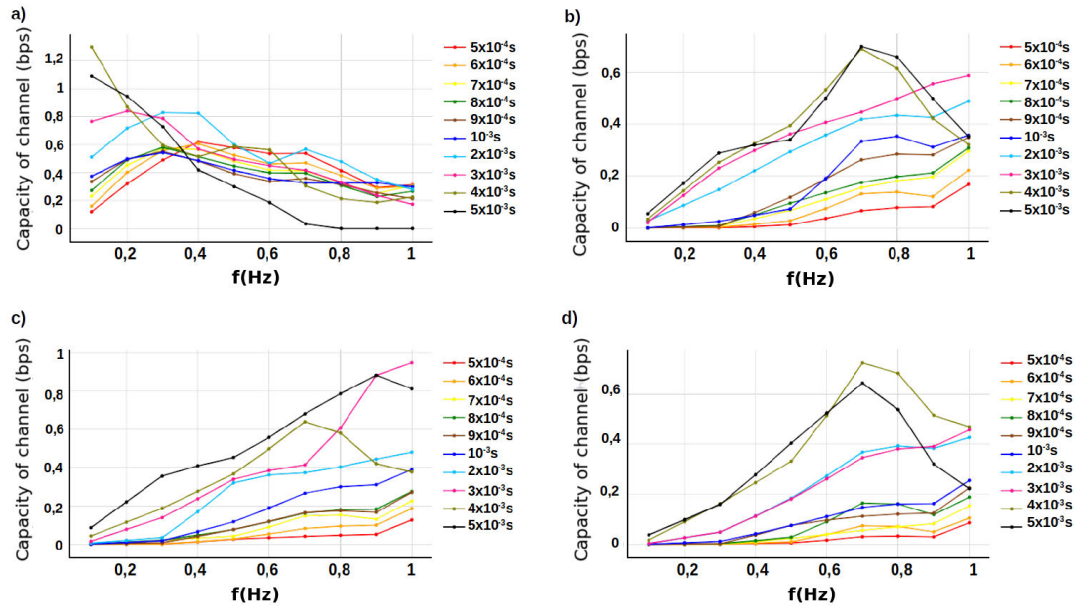 a)
Capacity of channel (bps)
1,2
1
0,8
0,6
0,4
0,2
0
0,2
0,4
0,6
0,8
1
f(Hz)
5x10⁻⁴s
6x10⁻⁴s
7x10⁻⁴s
8x10⁻⁴s
9x10⁻⁴s
10⁻³s
2x10⁻³s
3x10⁻³s
4x10⁻³s
5x10⁻³s
b)
Capacity of channel (bps)
0,6
0,4
0,2
0
0,2
0,4
0,6
0,8
1
f(Hz)
5x10⁻⁴s
6x10⁻⁴s
7x10⁻⁴s
8x10⁻⁴s
9x10⁻⁴s
10⁻³s
2x10⁻³s
3x10⁻³s
4x10⁻³s
5x10⁻³s
c)
Capacity of channel (bps)
1
0,8
0,6
0,4
0,2
0
0,2
0,4
0,6
0,8
1
f(Hz)
5x10⁻⁴s
6x10⁻⁴s
7x10⁻⁴s
8x10⁻⁴s
9x10⁻⁴s
10⁻³s
2x10⁻³s
3x10⁻³s
4x10⁻³s
5x10⁻³s
d)
Capacity of channel (bps)
0,6
0,4
0,2
0
0,2
0,4
0,6
0,8
1
f(Hz)
5x10⁻⁴s
6x10⁻⁴s
7x10⁻⁴s
8x10⁻⁴s
9x10⁻⁴s
10⁻³s
2x10⁻³s
3x10⁻³s
4x10⁻³s
5x10⁻³s